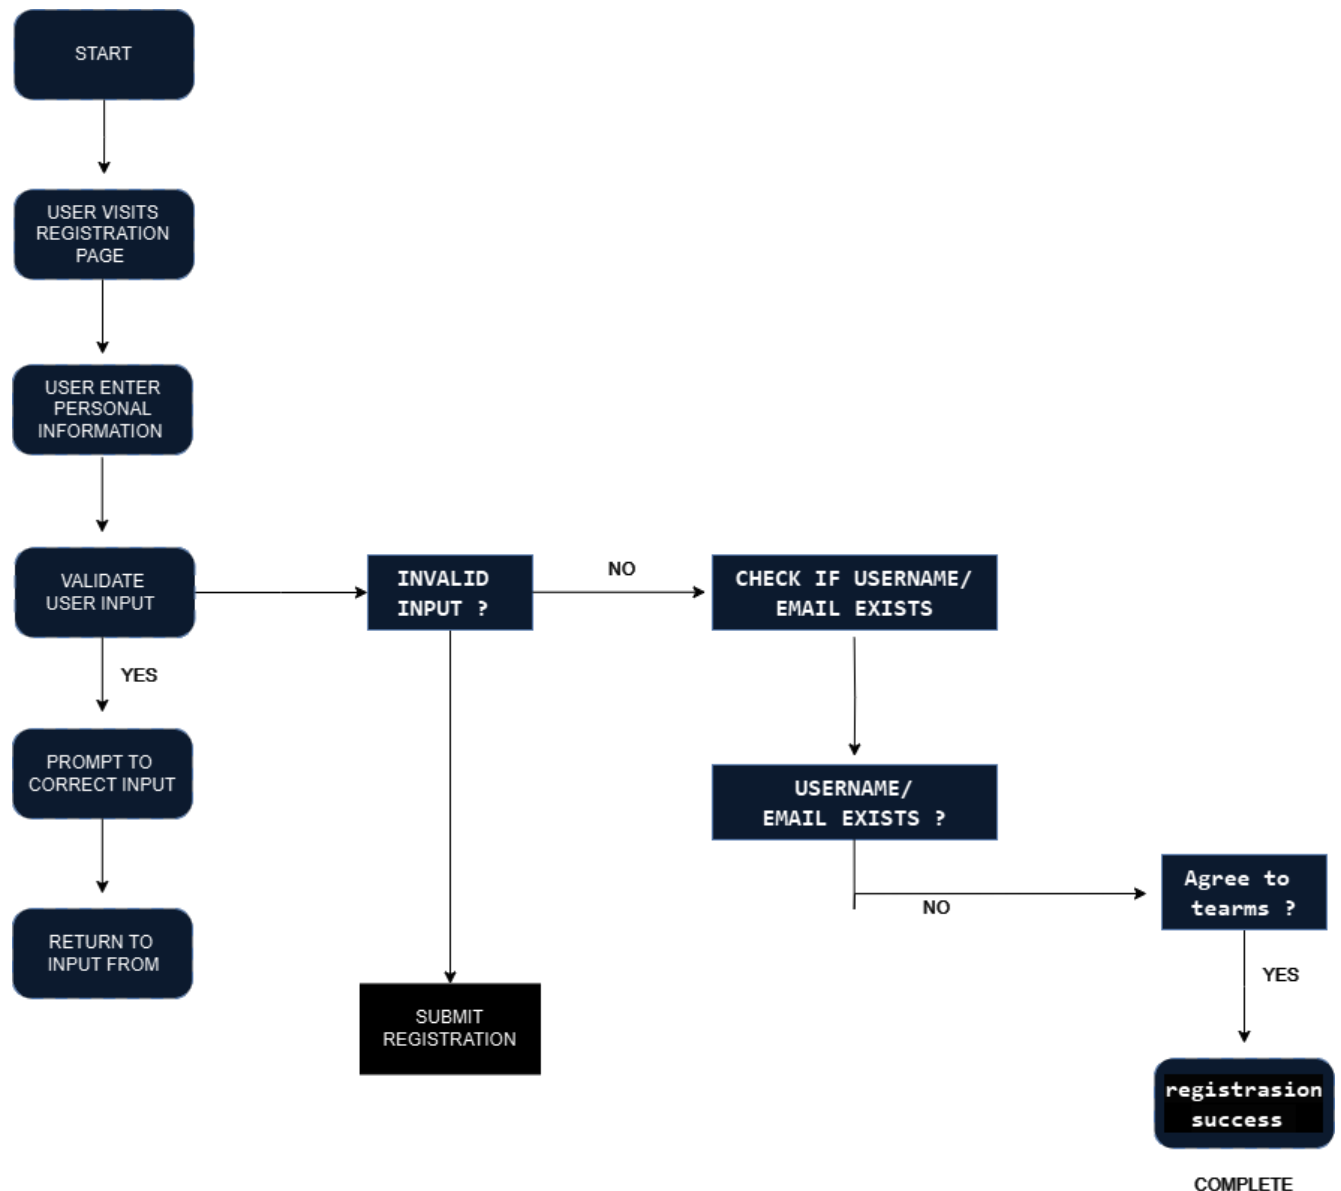 START
USER VISITS
REGISTRATION
PAGE
USER ENTER
PERSONAL
INFORMATION
VALIDATE
USER INPUT
INVALID
INPUT ?
NO
CHECK IF USERNAME/
EMAIL EXISTS
YES
PROMPT TO
CORRECT INPUT
USERNAME/
EMAIL EXISTS ?
NO
Agree to
tearms ?
RETURN TO
INPUT FROM
YES
SUBMIT
REGISTRATION
registrasion
success
COMPLETE